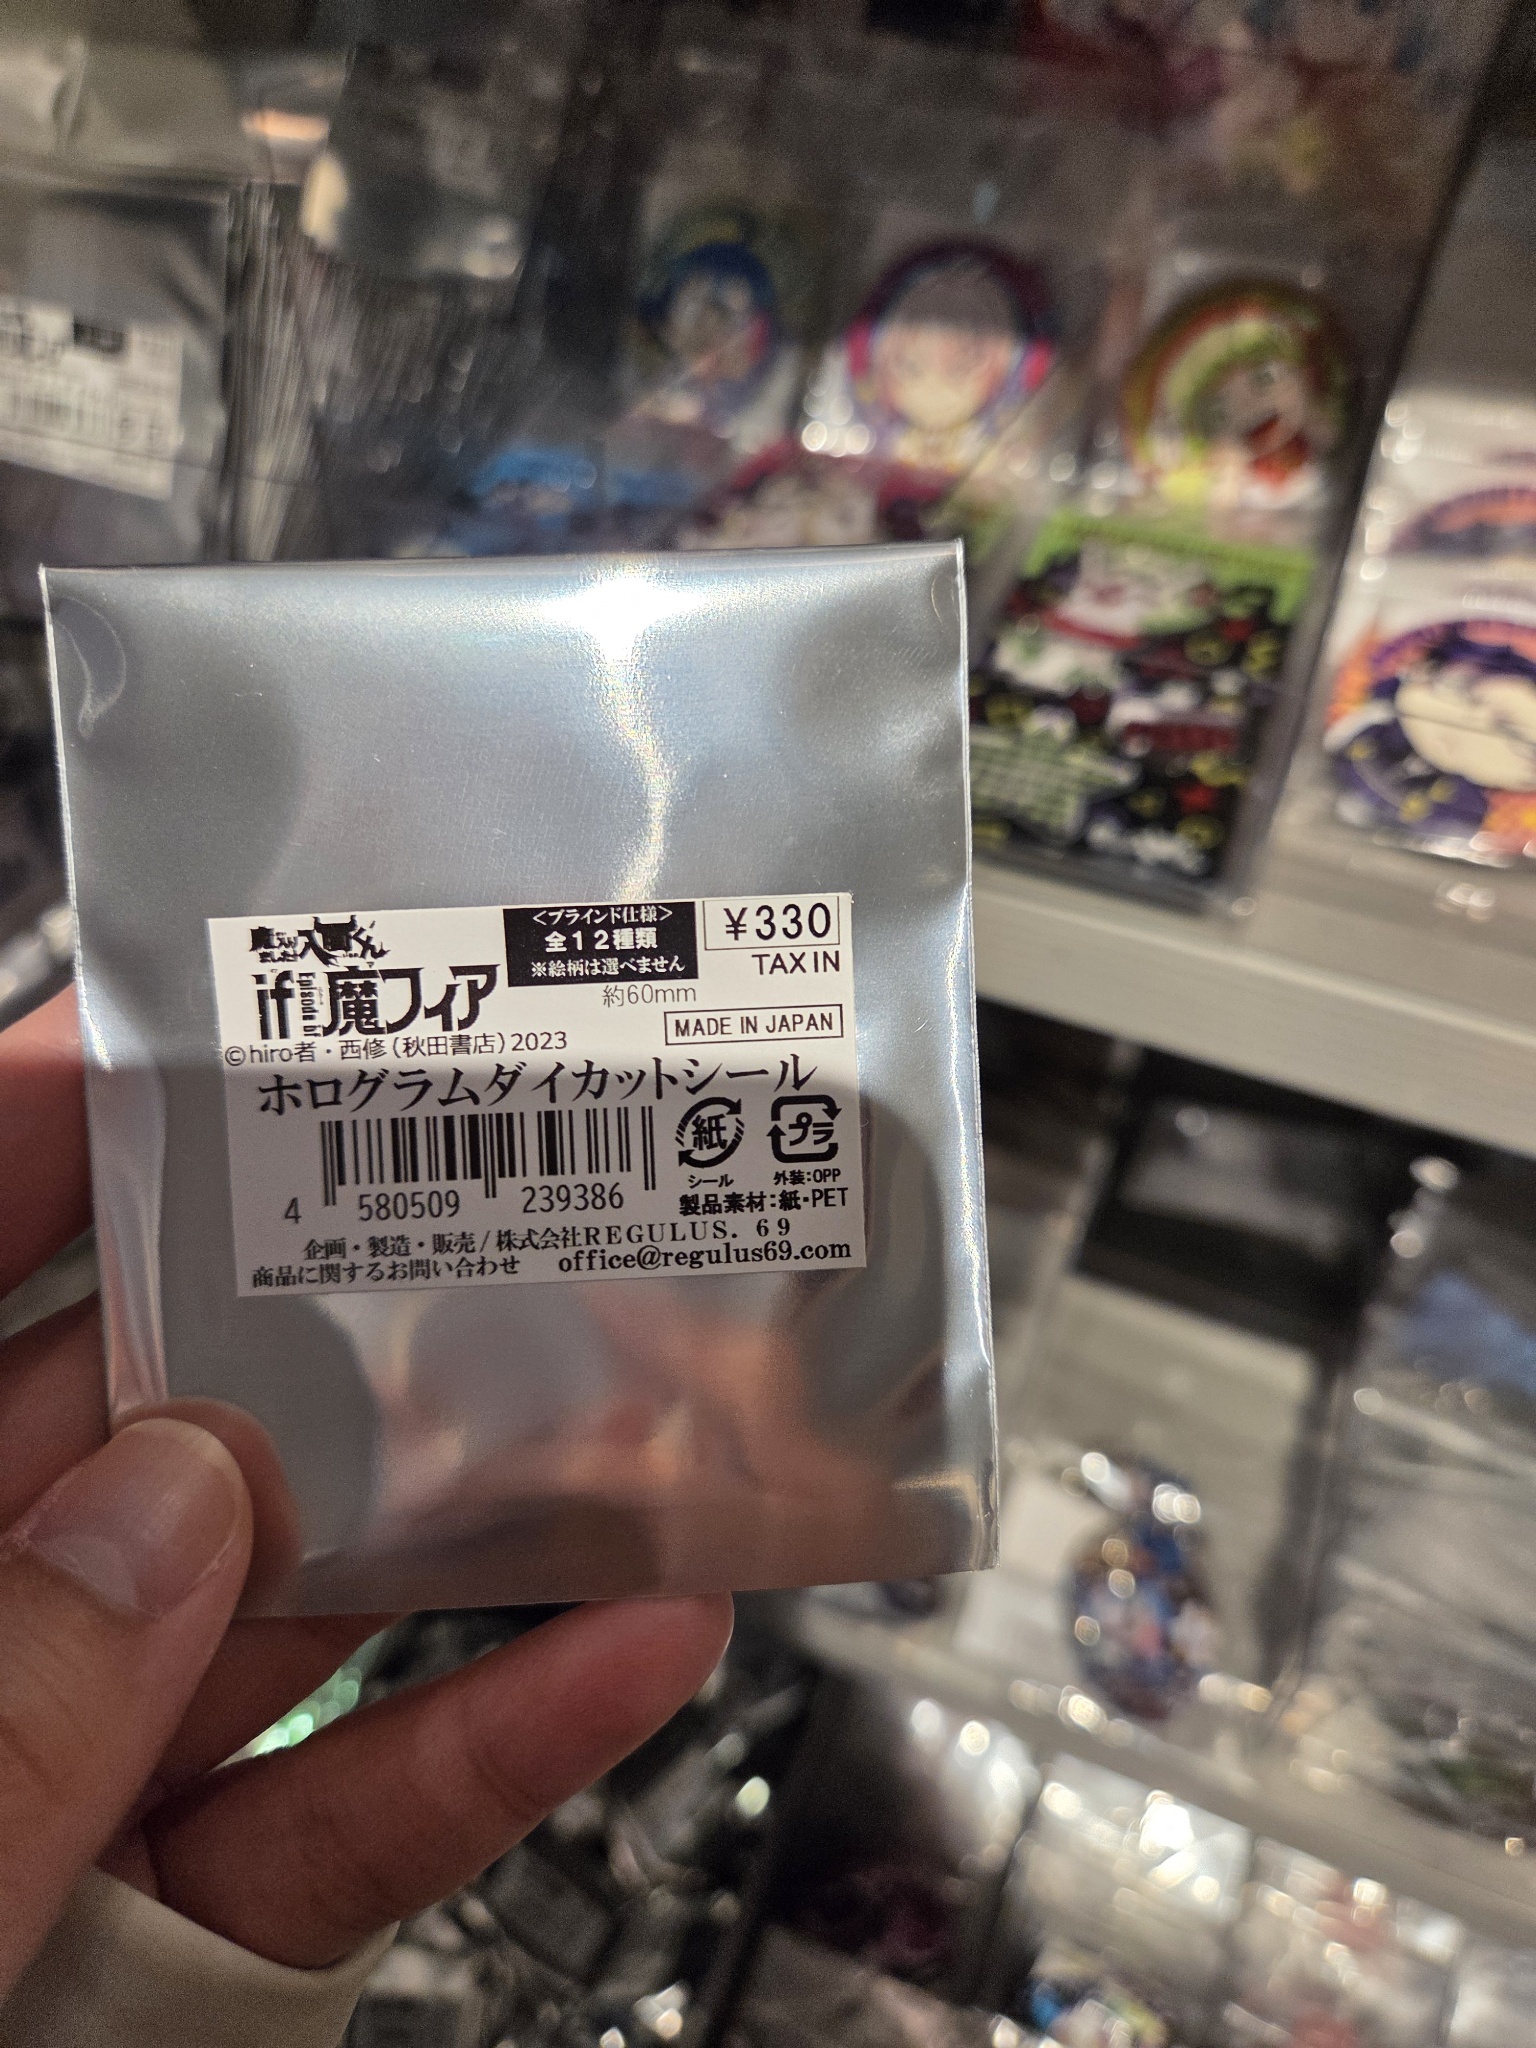 魔入りました!入間くん
if Episode of 魔フィア
<ブラインド仕様>
全12種類
※絵柄は選べません
¥330
TAX IN
約60mm
MADE IN JAPAN
©hiro者・西修(秋田書店)2023
ホログラムダイカットシール
紙
シール
プラ
外装:OPP
製品素材:紙・PET
4 580509 239386
企画・製造・販売/株式会社REGULUS. 69
商品に関するお問い合わせ office@regulus69.com